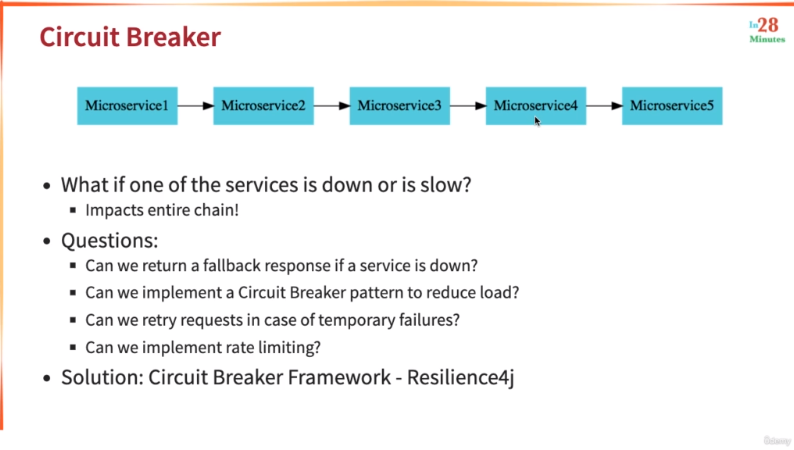 Circuit Breaker
In28
Minutes
Microservice1
Microservice2
Microservice3
Microservice4
Microservice5
• What if one of the services is down or is slow?
▪ Impacts entire chain!
• Questions:
▪ Can we return a fallback response if a service is down?
▪ Can we implement a Circuit Breaker pattern to reduce load?
▪ Can we retry requests in case of temporary failures?
▪ Can we implement rate limiting?
• Solution: Circuit Breaker Framework - Resilience4j
ûdemy